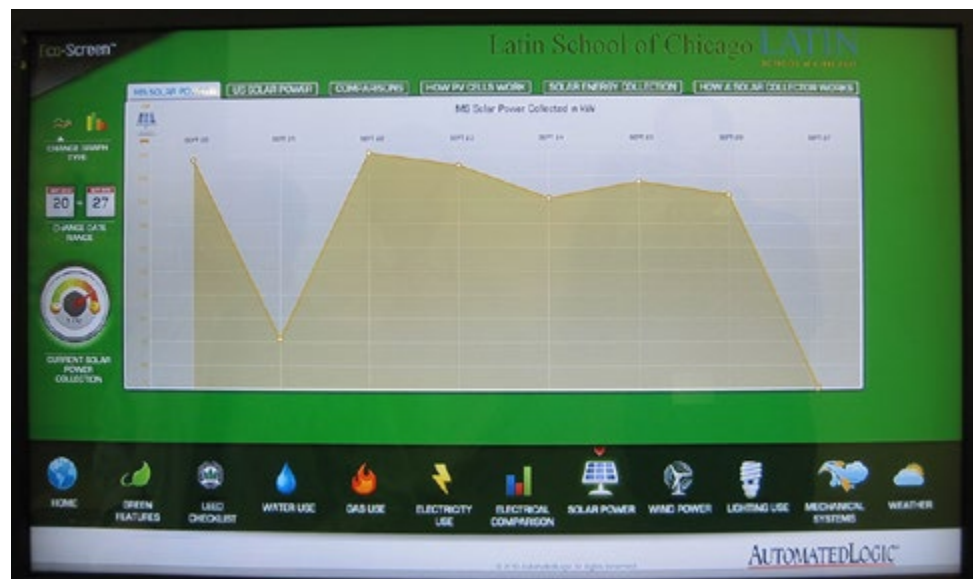 Eco-Screen™
Latin School of Chicago
LATIN
MS SOLAR POWER
US SOLAR POWER
COMPARISONS
HOW PV CELLS WORK
SOLAR ENERGY COLLECTION
HOW A SOLAR COLLECTOR WORKS
MS Solar Power Collected in kW
CHANGE GRAPH
TYPE
20 - 27
CHANGE DATE
RANGE
CURRENT SOLAR
POWER
COLLECTION
HOME
GREEN
FEATURES
LEED
CHECKLIST
WATER USE
GAS USE
ELECTRICITY
USE
ELECTRICAL
COMPARISON
SOLAR POWER
WIND POWER
LIGHTING USE
MECHANICAL
SYSTEMS
WEATHER
AUTOMATEDLOGIC